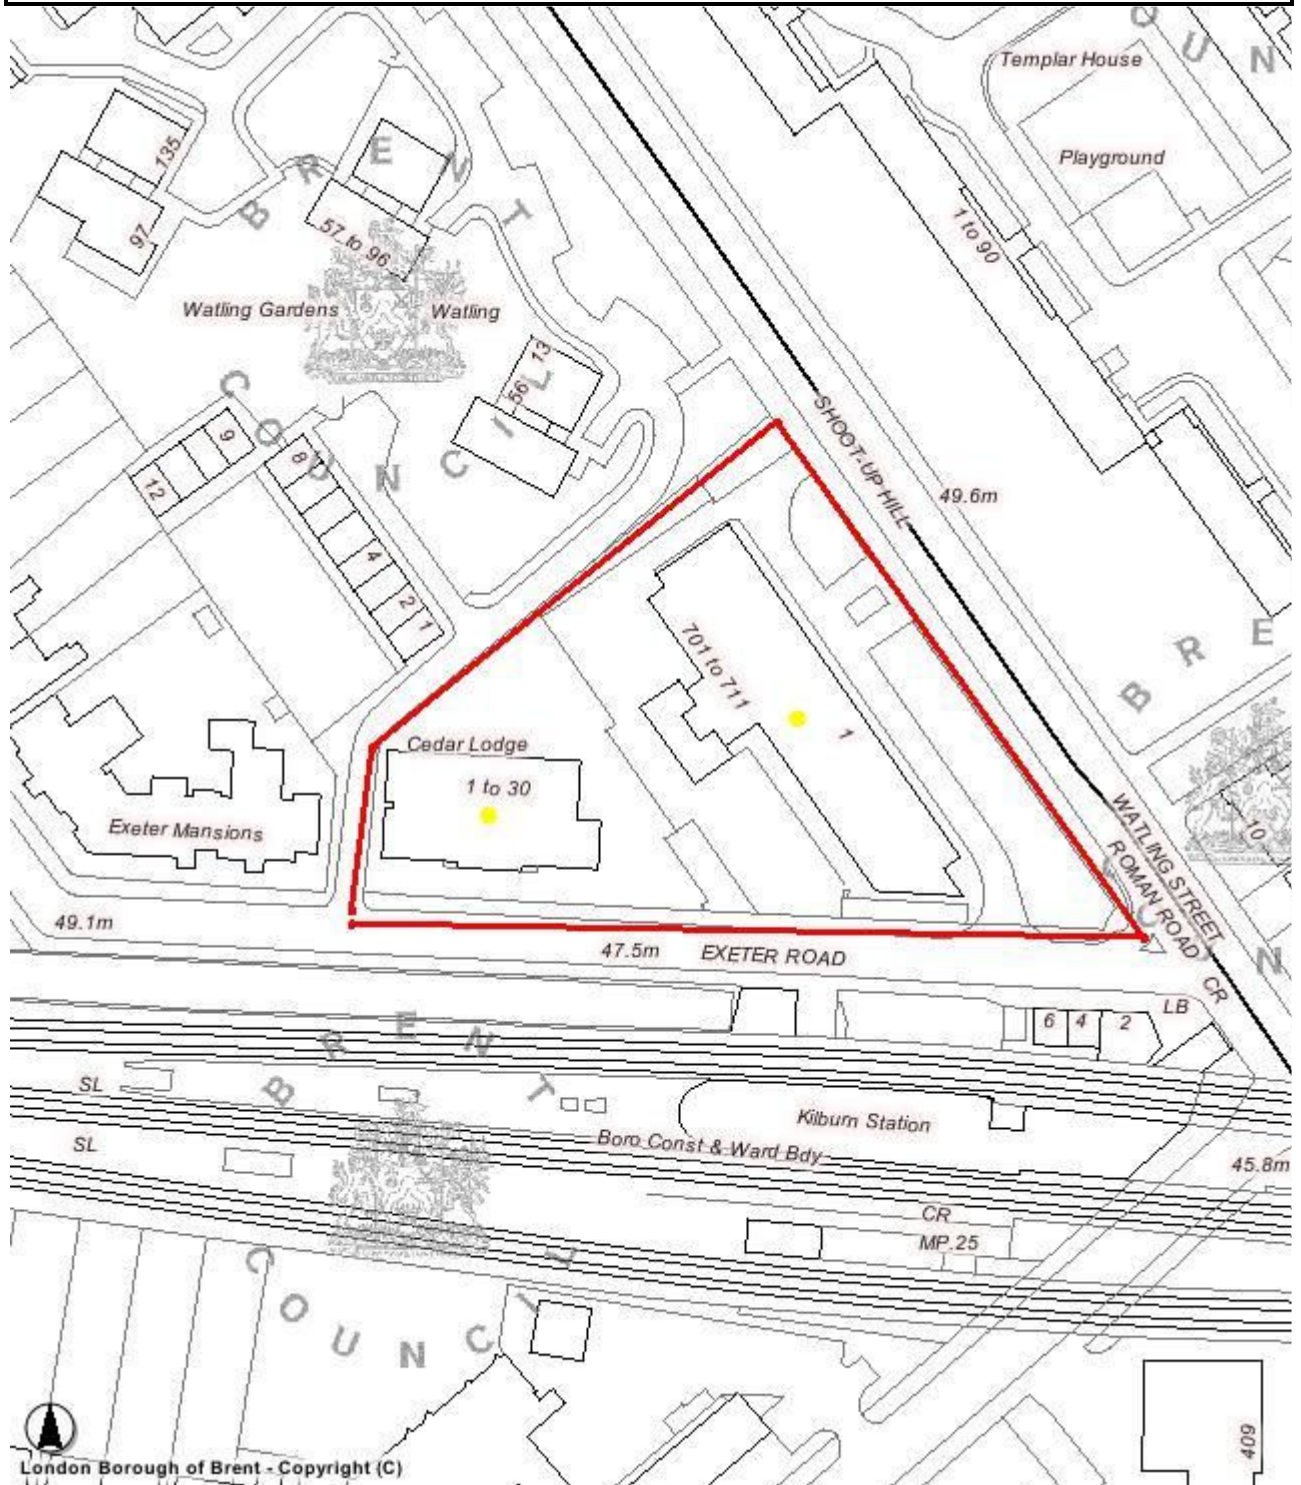 Templar House
Playground
135
97
57 to 96
1 to 90
Watling Gardens
Watling
13
56
9
12
8
4
2
1
SHOOT-UP HILL
49.6m
701 to 711
1
Cedar Lodge
1 to 30
Exeter Mansions
WATLING STREET
ROMAN ROAD
10
49.1m
47.5m
EXETER ROAD
CR
LB
6
4
2
SL
SL
Kilburn Station
Boro Const & Ward Bdy
45.8m
CR
MP.25
409
BRENT
COUNCIL
BRENT
COUNCIL
London Borough of Brent - Copyright (C)